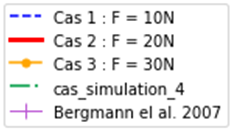 Cas 1 : F = 10N
Cas 2 : F = 20N
Cas 3 : F = 30N
cas_simulation_4
Bergmann el al. 2007